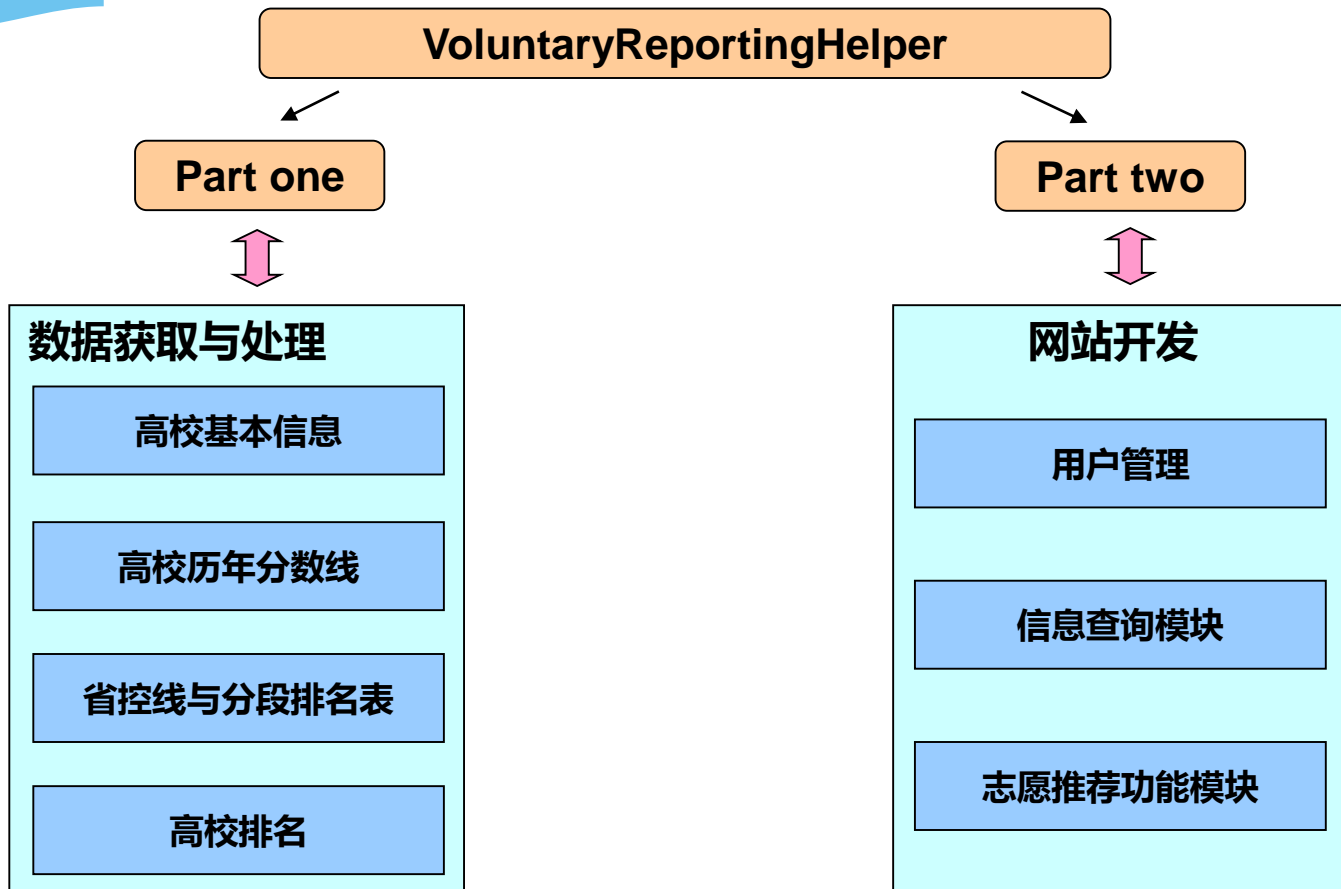 VoluntaryReportingHelper
Part one
Part two
数据获取与处理
高校基本信息
高校历年分数线
省控线与分段排名表
高校排名
网站开发
用户管理
信息查询模块
志愿推荐功能模块